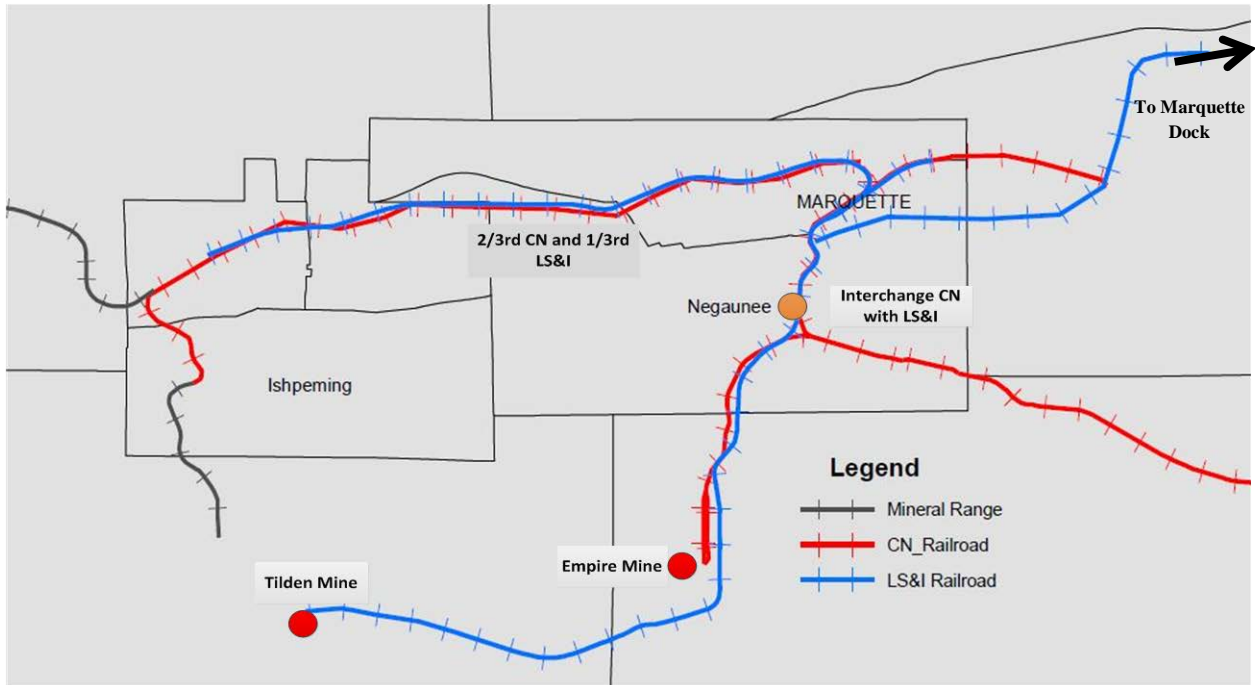 To Marquette
Dock
MARQUETTE
2/3rd CN and 1/3rd
LS&I
Negaunee
Interchange CN
with LS&I
Ishpeming
Legend
Mineral Range
CN_Railroad
LS&I Railroad
Empire Mine
Tilden Mine